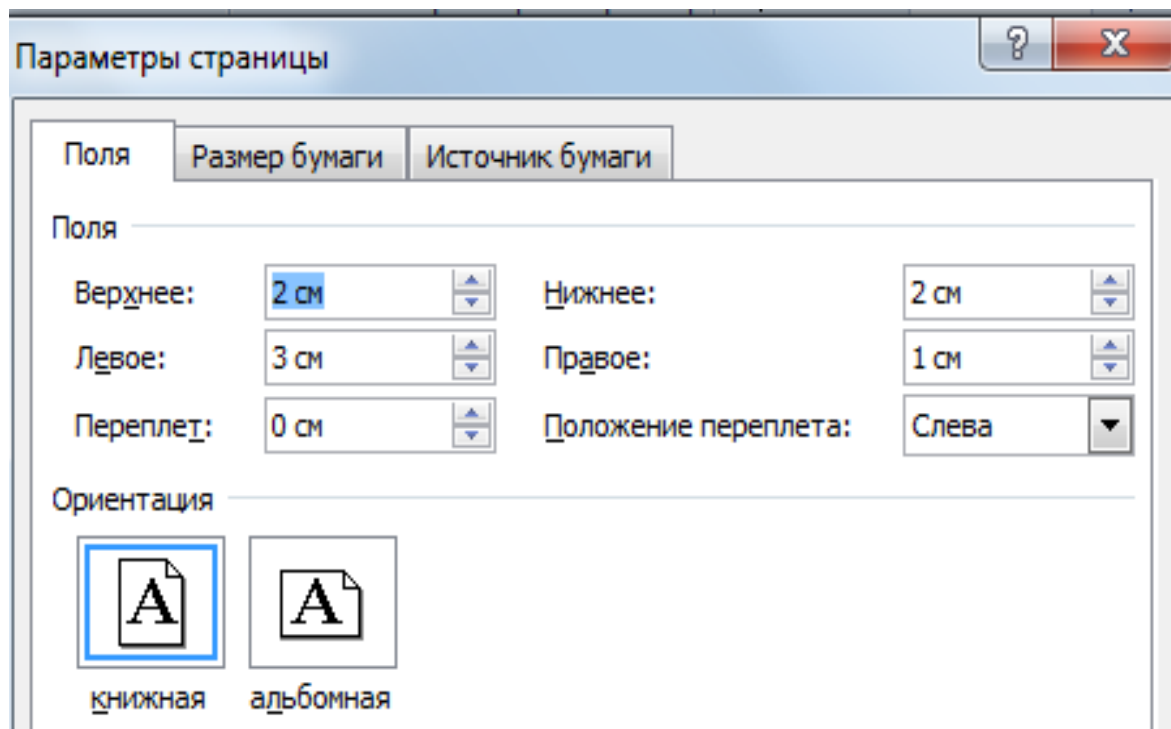 Параметры страницы
Поля Размер бумаги Источник бумаги
Поля
Верхнее: 2 см Нижнее: 2 см
Левое: 3 см Правое: 1 см
Переплет: 0 см Положение переплета: Слева
Ориентация
A A
книжная альбомная